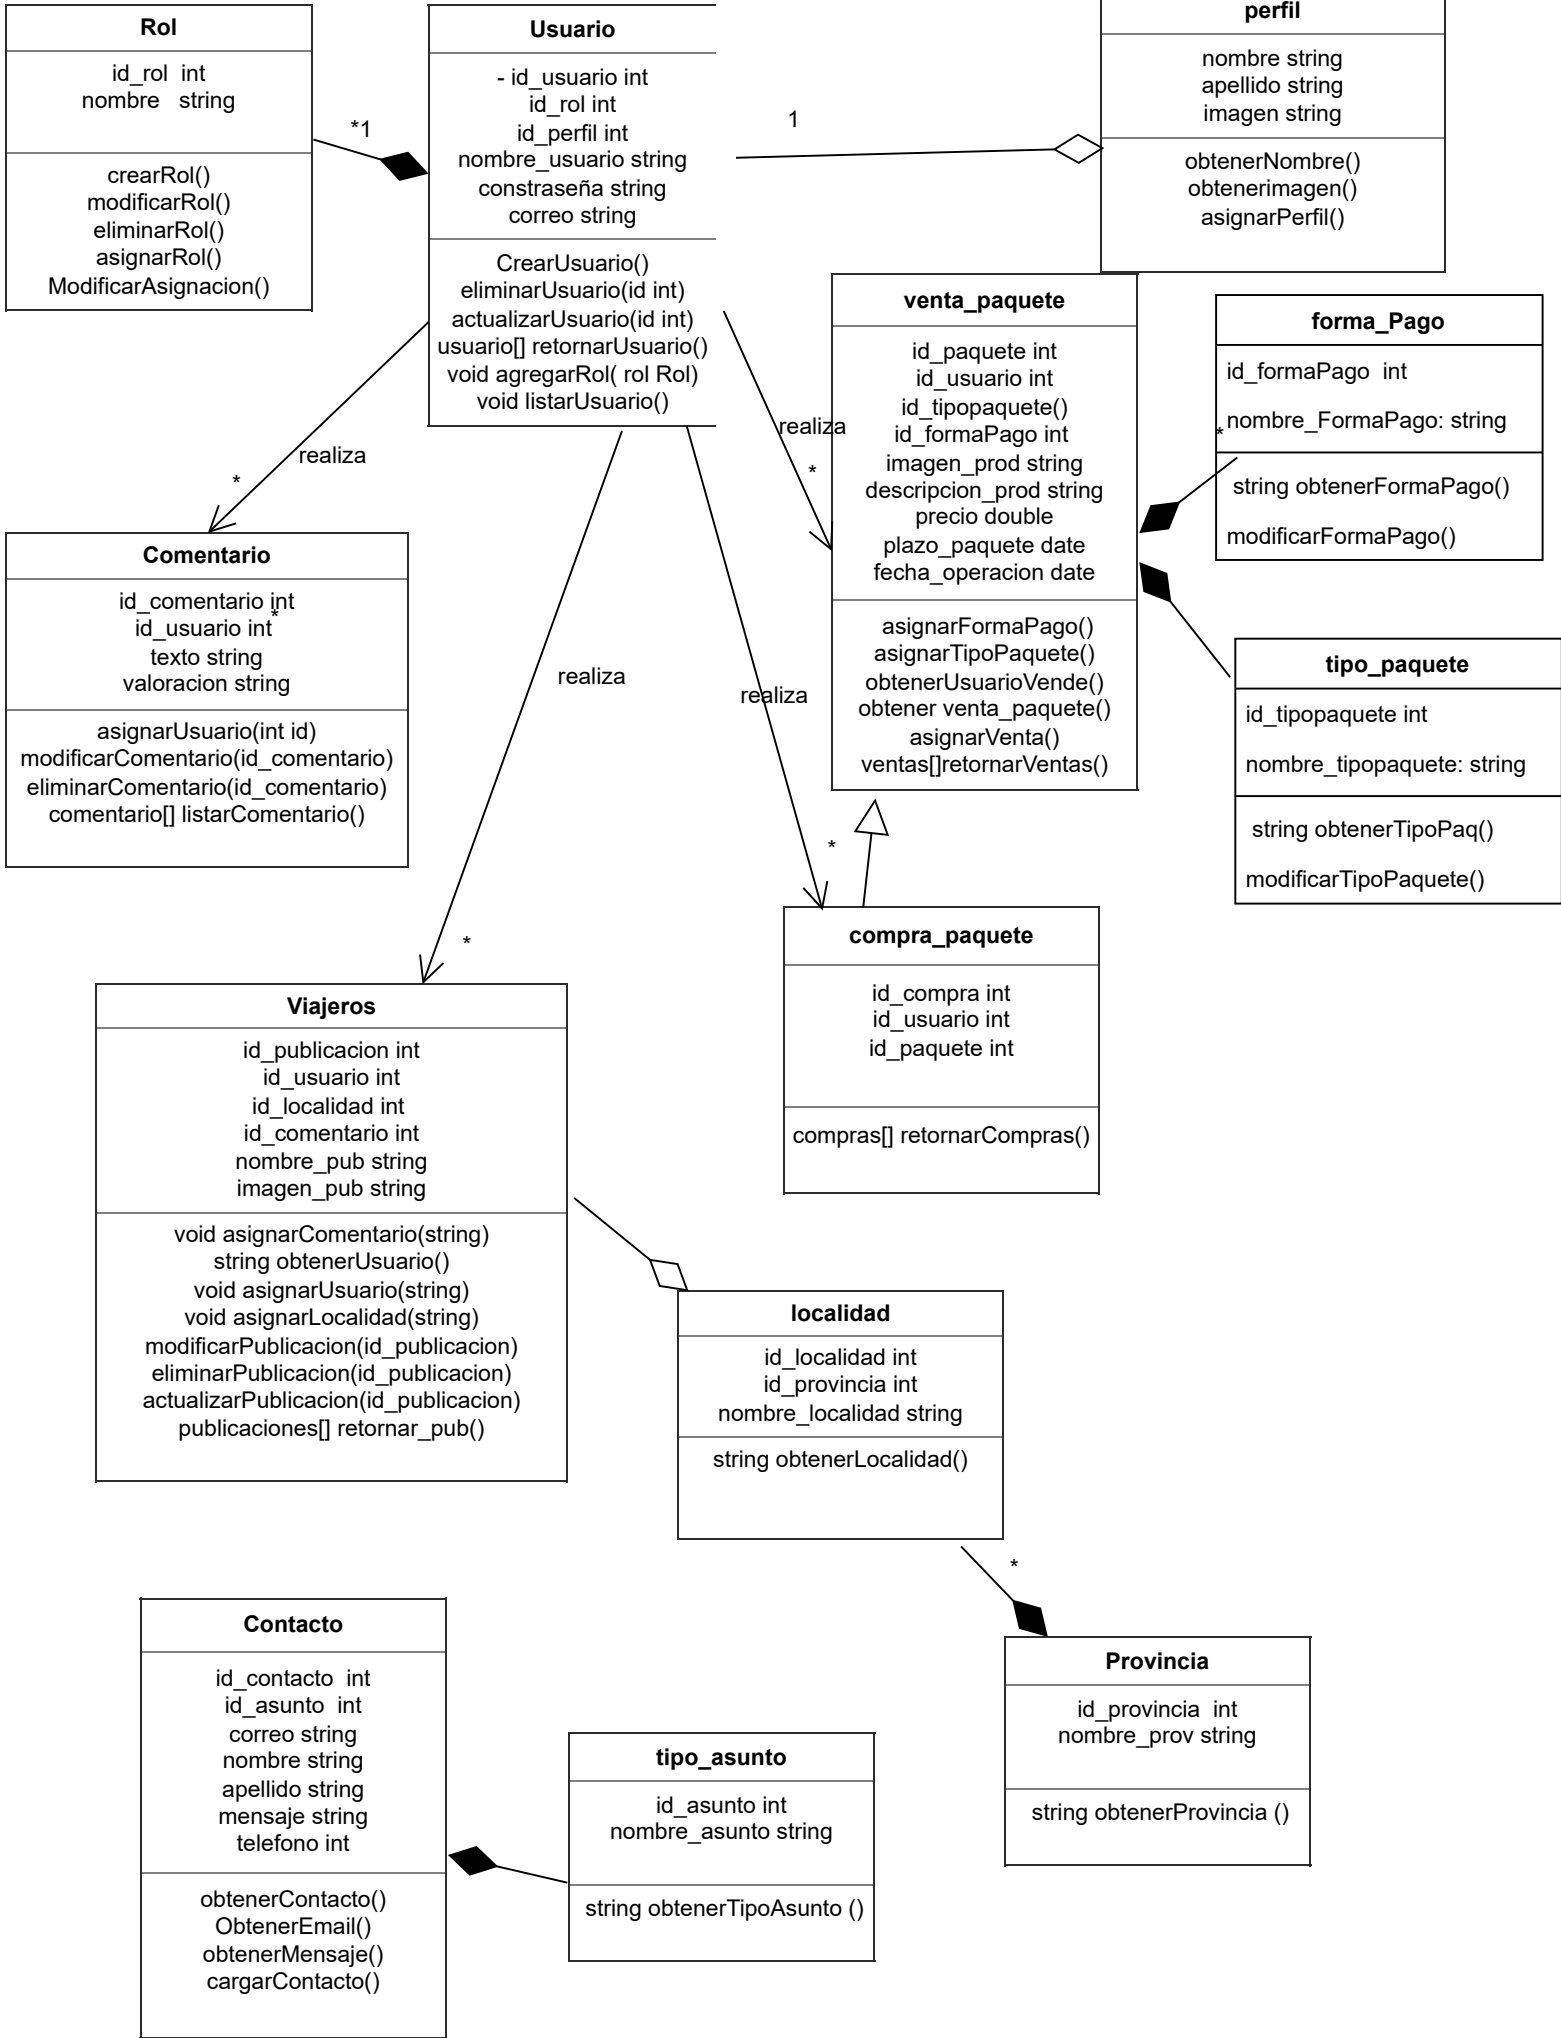 Rol
id_rol int
nombre string
crearRol()
modificarRol()
eliminarRol()
asignarRol()
ModificarAsignacion()
*1
Usuario
- id_usuario int
id_rol int
id_perfil int
nombre_usuario string
constraseña string
correo string
CrearUsuario()
eliminarUsuario(id int)
actualizarUsuario(id int)
usuario[] retornarUsuario()
void agregarRol( rol Rol)
void listarUsuario()
1
perfil
nombre string
apellido string
imagen string
obtenerNombre()
obtenerimagen()
asignarPerfil()
realiza
*
realiza
*
venta_paquete
id_paquete int
id_usuario int
id_tipopaquete()
id_formaPago int
imagen_prod string
descripcion_prod string
precio double
plazo_paquete date
fecha_operacion date
asignarFormaPago()
asignarTipoPaquete()
obtenerUsuarioVende()
obtener venta_paquete()
asignarVenta()
ventas[]retornarVentas()
forma_Pago
id_formaPago int
nombre_FormaPago: string
*
string obtenerFormaPago()
modificarFormaPago()
Comentario
id_comentario int
*
id_usuario int
texto string
valoracion string
asignarUsuario(int id)
modificarComentario(id_comentario)
eliminarComentario(id_comentario)
comentario[] listarComentario()
realiza
*
realiza
*
tipo_paquete
id_tipopaquete int
nombre_tipopaquete: string
string obtenerTipoPaq()
modificarTipoPaquete()
compra_paquete
id_compra int
id_usuario int
id_paquete int
compras[] retornarCompras()
Viajeros
id_publicacion int
id_usuario int
id_localidad int
id_comentario int
nombre_pub string
imagen_pub string
void asignarComentario(string)
string obtenerUsuario()
void asignarUsuario(string)
void asignarLocalidad(string)
modificarPublicacion(id_publicacion)
eliminarPublicacion(id_publicacion)
actualizarPublicacion(id_publicacion)
publicaciones[] retornar_pub()
localidad
id_localidad int
id_provincia int
nombre_localidad string
string obtenerLocalidad()
*
Contacto
id_contacto int
id_asunto int
correo string
nombre string
apellido string
mensaje string
telefono int
obtenerContacto()
ObtenerEmail()
obtenerMensaje()
cargarContacto()
tipo_asunto
id_asunto int
nombre_asunto string
string obtenerTipoAsunto ()
Provincia
id_provincia int
nombre_prov string
string obtenerProvincia ()